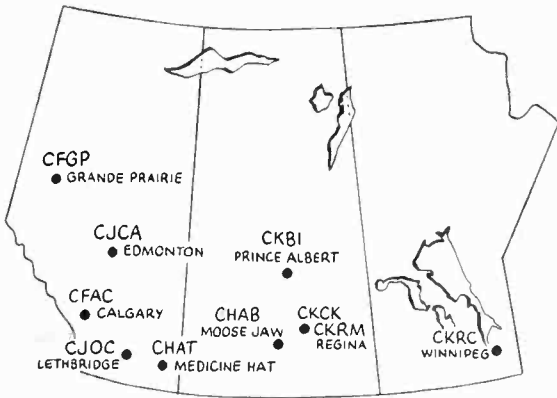 CFGP
GRANDE PRAIRIE
CJCA
EDMONTON
CKBI
PRINCE ALBERT
CFAC
CALGARY
CHAB
MOOSE JAW
CKCK
CKRM
REGINA
CKRC
WINNIPEG
CJOC
LETHBRIDGE
CHAT
MEDICINE HAT